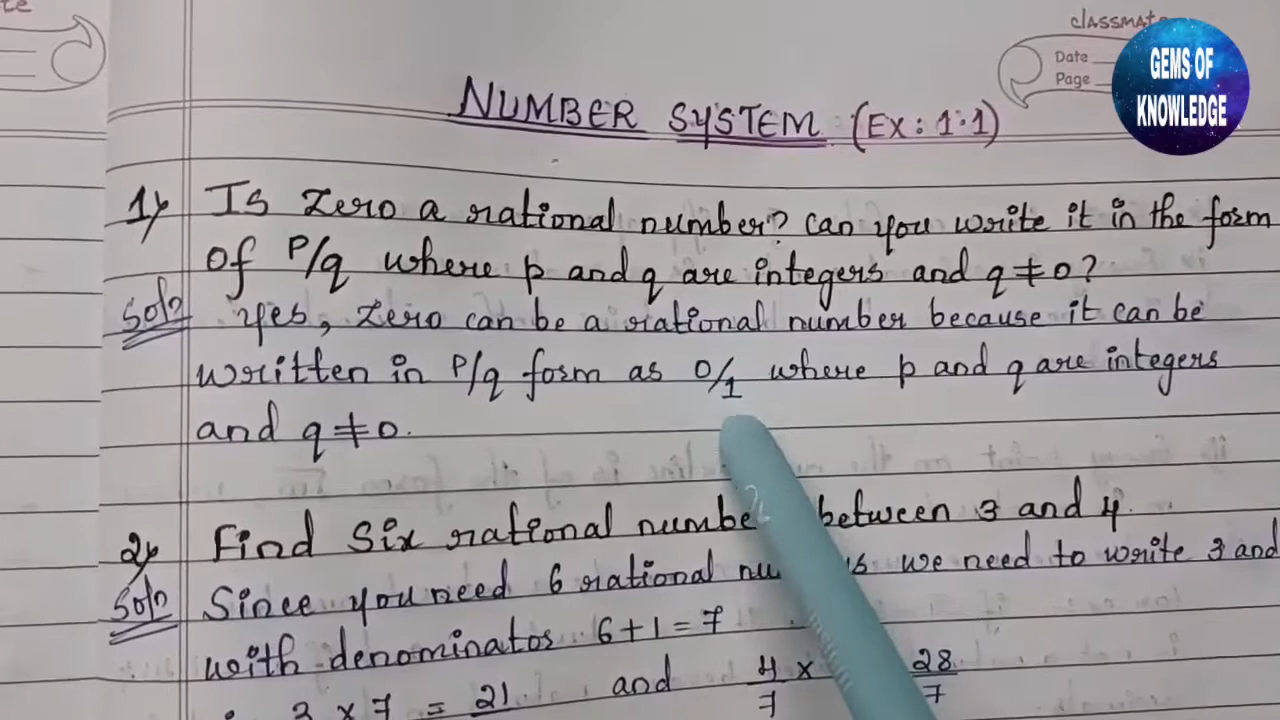 te
classmate
Date
Page
GEMS OF
KNOWLEDGE
NUMBER SYSTEM (Ex: 1.1)
1) Is zero a rational number? can you write it in the form
of P/q where p and q are integers and q ≠ 0?
Soln Yes, zero can be a rational number because it can be
written in P/q form as 0/1 where p and q are integers
and q ≠ 0.
2) Find Six rational number between 3 and 4.
Soln Since you need 6 rational we need to write 3 and
with denominator 6+1=7
3 × 7 = 21 and 4 × 28
7 7